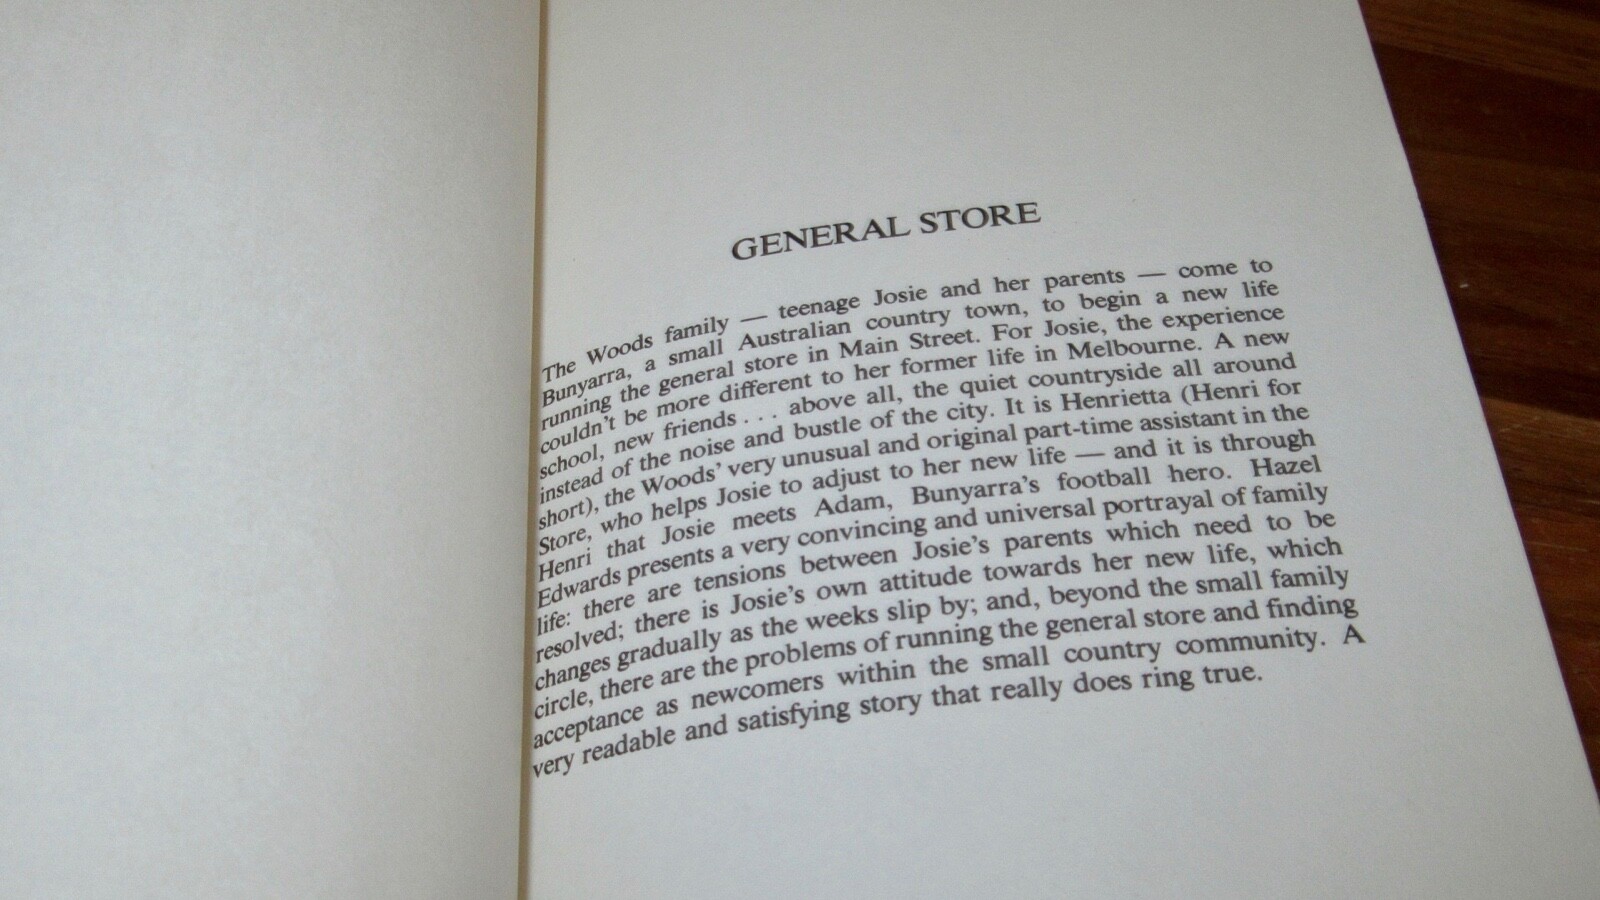 GENERAL STORE
The Woods family — teenage Josie and her parents — come to
Bunyarra, a small Australian country town, to begin a new life
running the general store in Main Street. For Josie, the experience
couldn't be more different to her former life in Melbourne. A new
school, new friends . . . above all, the quiet countryside all around
instead of the noise and bustle of the city. It is Henrietta (Henri for
short), the Woods' very unusual and original part-time assistant in the
Store, who helps Josie to adjust to her new life — and it is through
Henri that Josie meets Adam, Bunyarra's football hero. Hazel
Edwards presents a very convincing and universal portrayal of family
life: there are tensions between Josie's parents which need to be
resolved; there is Josie's own attitude towards her new life, which
changes gradually as the weeks slip by; and, beyond the small family
circle, there are the problems of running the general store and finding
acceptance as newcomers within the small country community. A
very readable and satisfying story that really does ring true.